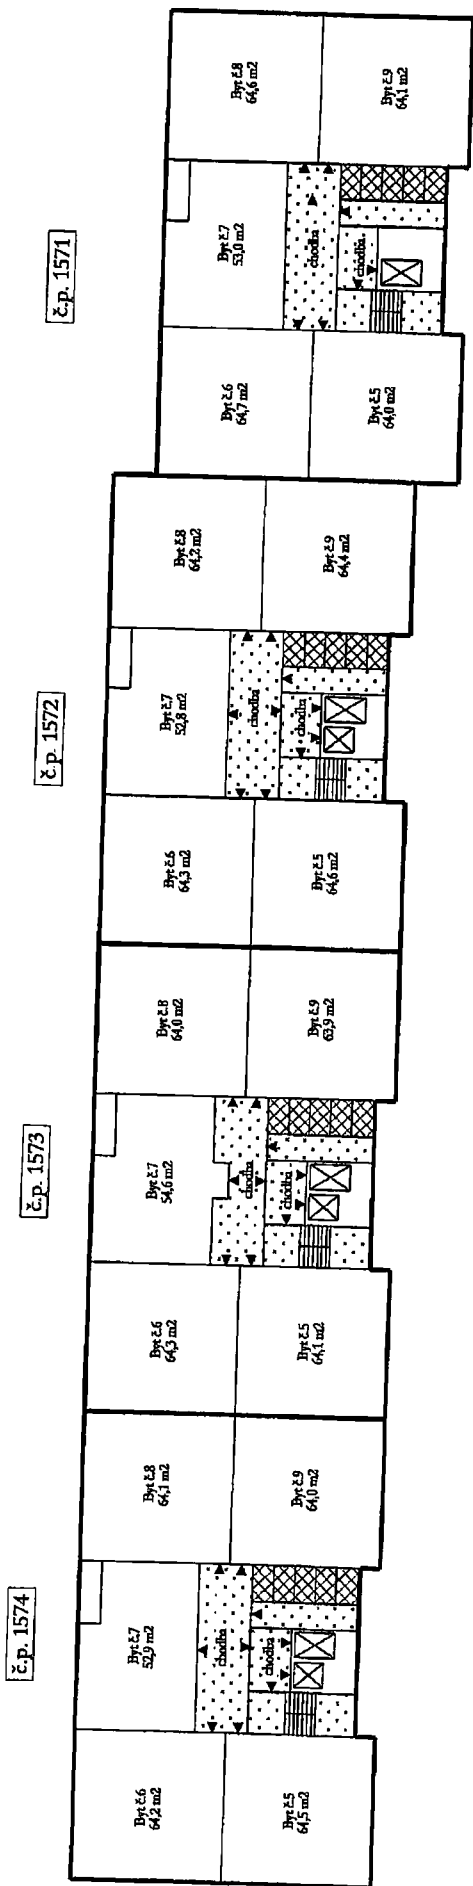 č.p. 1571
Byt č.8
64,6 m2
Byt č.9
64,1 m2
Byt č.7
53,0 m2
chodba
chodba
Byt č.6
64,7 m2
Byt č.5
64,0 m2
č.p. 1572
Byt č.8
64,2 m2
Byt č.9
64,4 m2
Byt č.7
52,8 m2
chodba
chodba
Byt č.6
64,3 m2
Byt č.5
64,6 m2
č.p. 1573
Byt č.8
64,0 m2
Byt č.9
63,9 m2
Byt č.7
54,6 m2
chodba
chodba
Byt č.6
64,3 m2
Byt č.5
64,1 m2
č.p. 1574
Byt č.8
64,1 m2
Byt č.9
64,0 m2
Byt č.7
52,9 m2
chodba
chodba
Byt č.6
64,2 m2
Byt č.5
64,5 m2